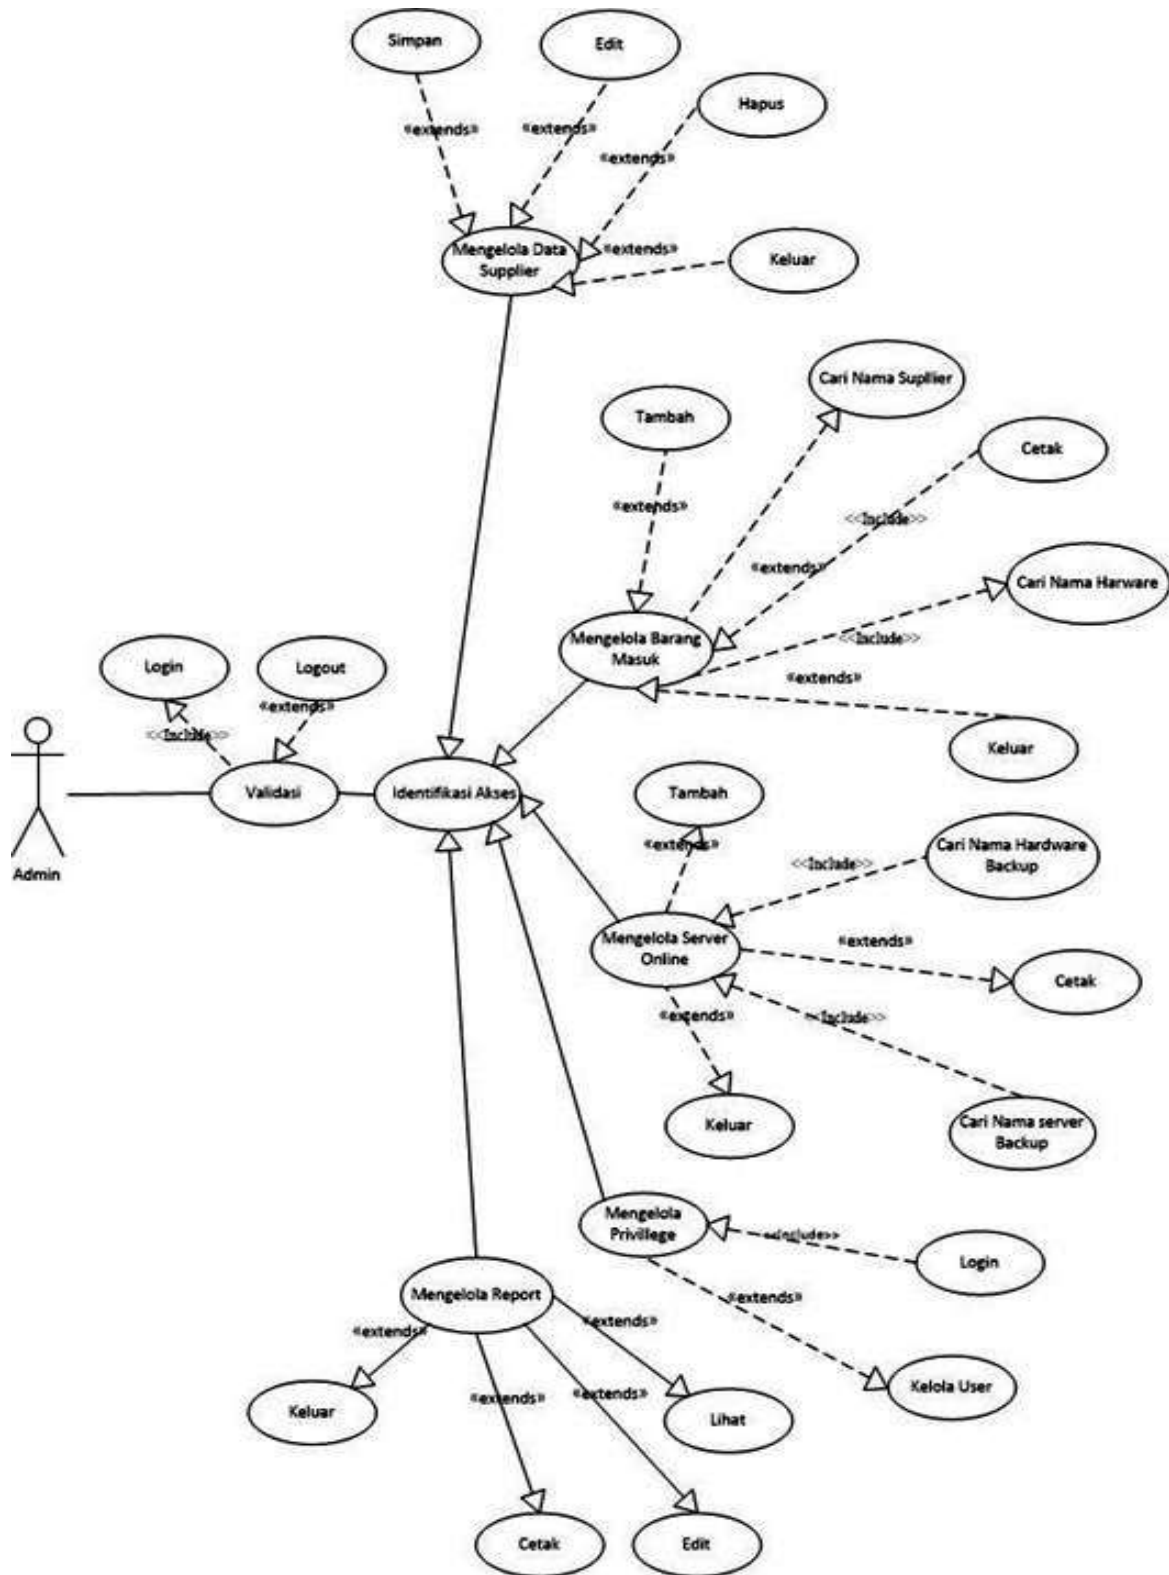 Simpan
Edit
Hapus
«extends»
«extends»
«extends»
Mengelola Data
Supplier
«extends»
Keluar
Cari Nama Supllier
Tambah
Cetak
«extends»
<<Include>>
«extends»
Cari Nama Harware
Mengelola Barang
Masuk
<<Include>>
«extends»
Keluar
Login
Logout
«extends»
<<Include>>
Validasi
Identifikasi Akses
Admin
Tambah
«extends»
<<Include>>
Cari Nama Hardware
Backup
Mengelola Server
Online
«extends»
Cetak
«extends»
<<Include>>
Keluar
Cari Nama server
Backup
Mengelola
Privillege
<<Include>>
Login
Mengelola Report
«extends»
«extends»
«extends»
Kelola User
Keluar
«extends»
«extends»
Lihat
Cetak
Edit